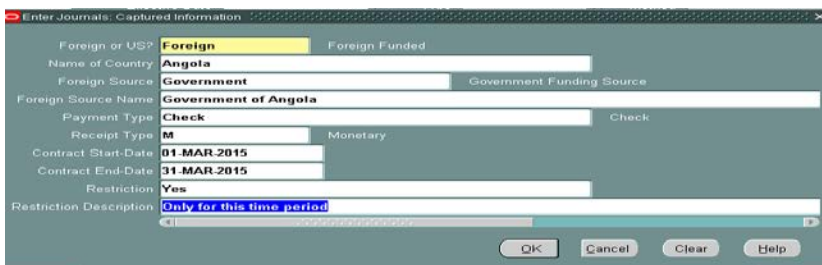 Enter Journals: Captured Information
Foreign or US? Foreign Foreign Funded
Name of Country Angola
Foreign Source Government Government Funding Source
Foreign Source Name Government of Angola
Payment Type Check Check
Receipt Type M Monetary
Contract Start-Date 01-MAR-2015
Contract End-Date 31-MAR-2015
Restriction Yes
Restriction Description Only for this time period
OK Cancel Clear Help